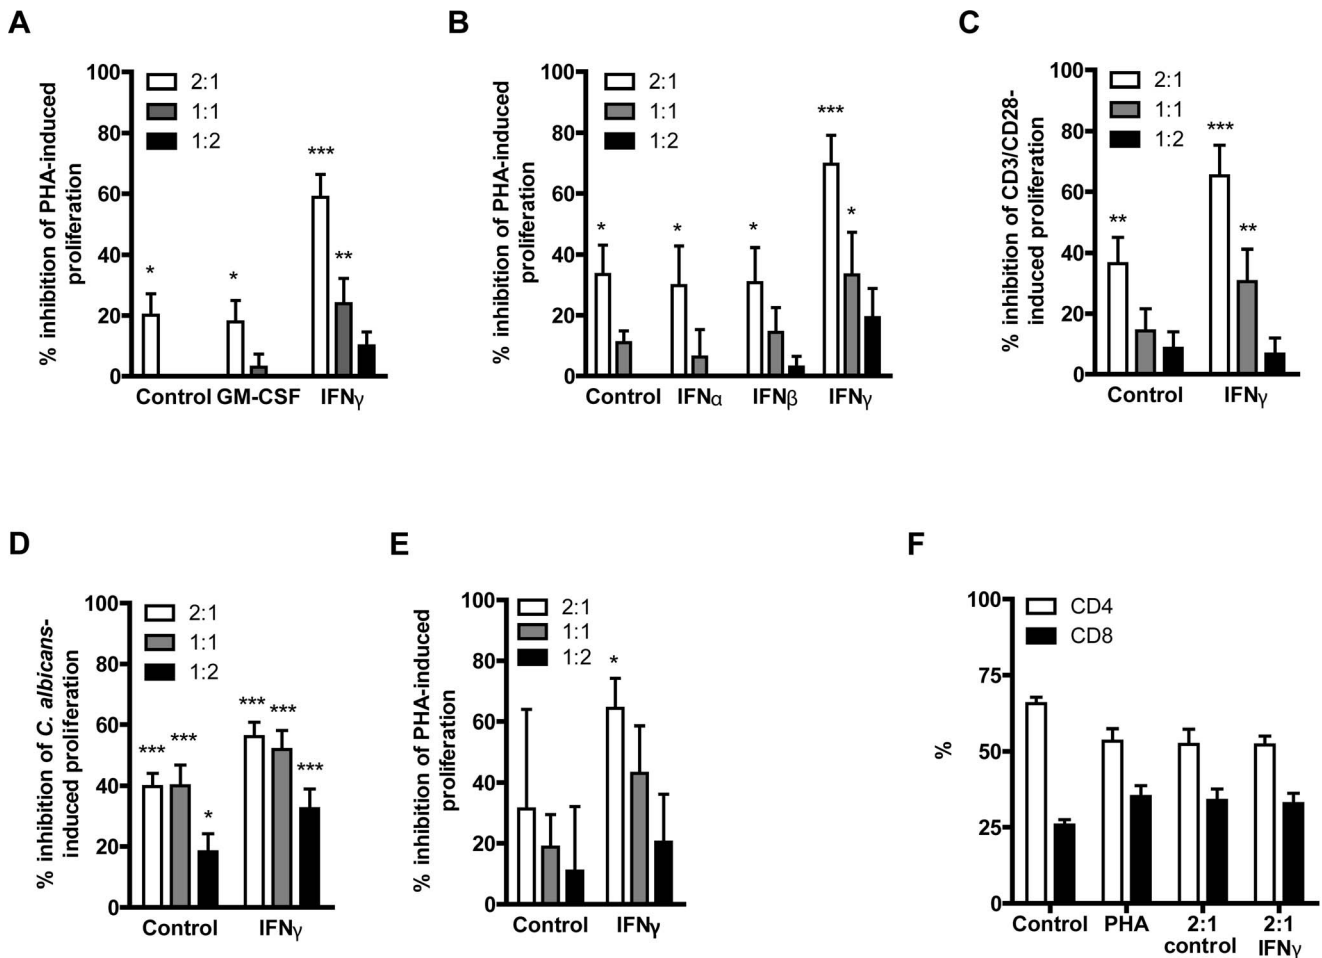 A
% inhibition of PHA-induced
proliferation
100
80
60
40
20
0
2:1
1:1
1:2
*
*
***
**
Control GM-CSF IFNγ
B
% inhibition of PHA-induced
proliferation
100
80
60
40
20
0
2:1
1:1
1:2
*
*
*
***
*
Control IFNα IFNβ IFNγ
C
% inhibition of CD3/CD28-
induced proliferation
100
80
60
40
20
0
2:1
1:1
1:2
**
***
**
Control IFNγ
D
% inhibition of C. albicans-
induced proliferation
100
80
60
40
20
0
2:1
1:1
1:2
***
***
*
***
***
***
Control IFNγ
E
% inhibition of PHA-induced
proliferation
100
80
60
40
20
0
2:1
1:1
1:2
*
Control IFNγ
F
%
100
75
50
25
0
CD4
CD8
Control PHA 2:1 2:1
control IFNγ